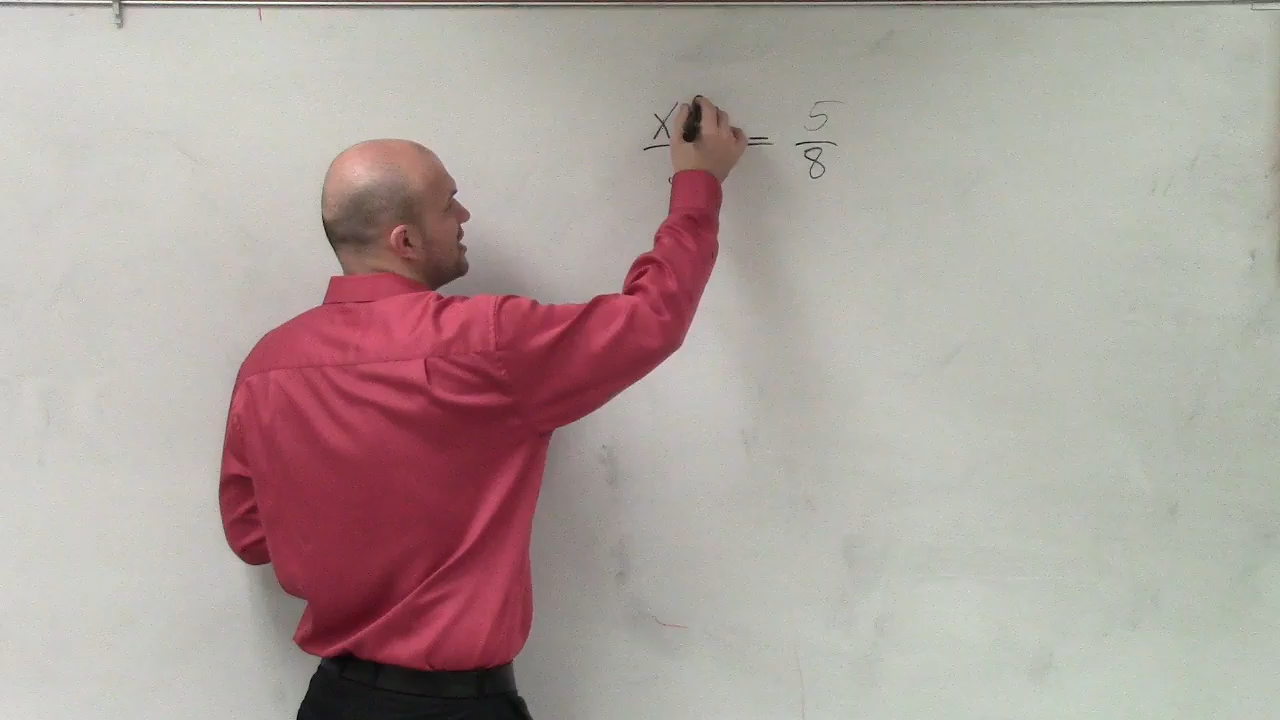 x = 5/8